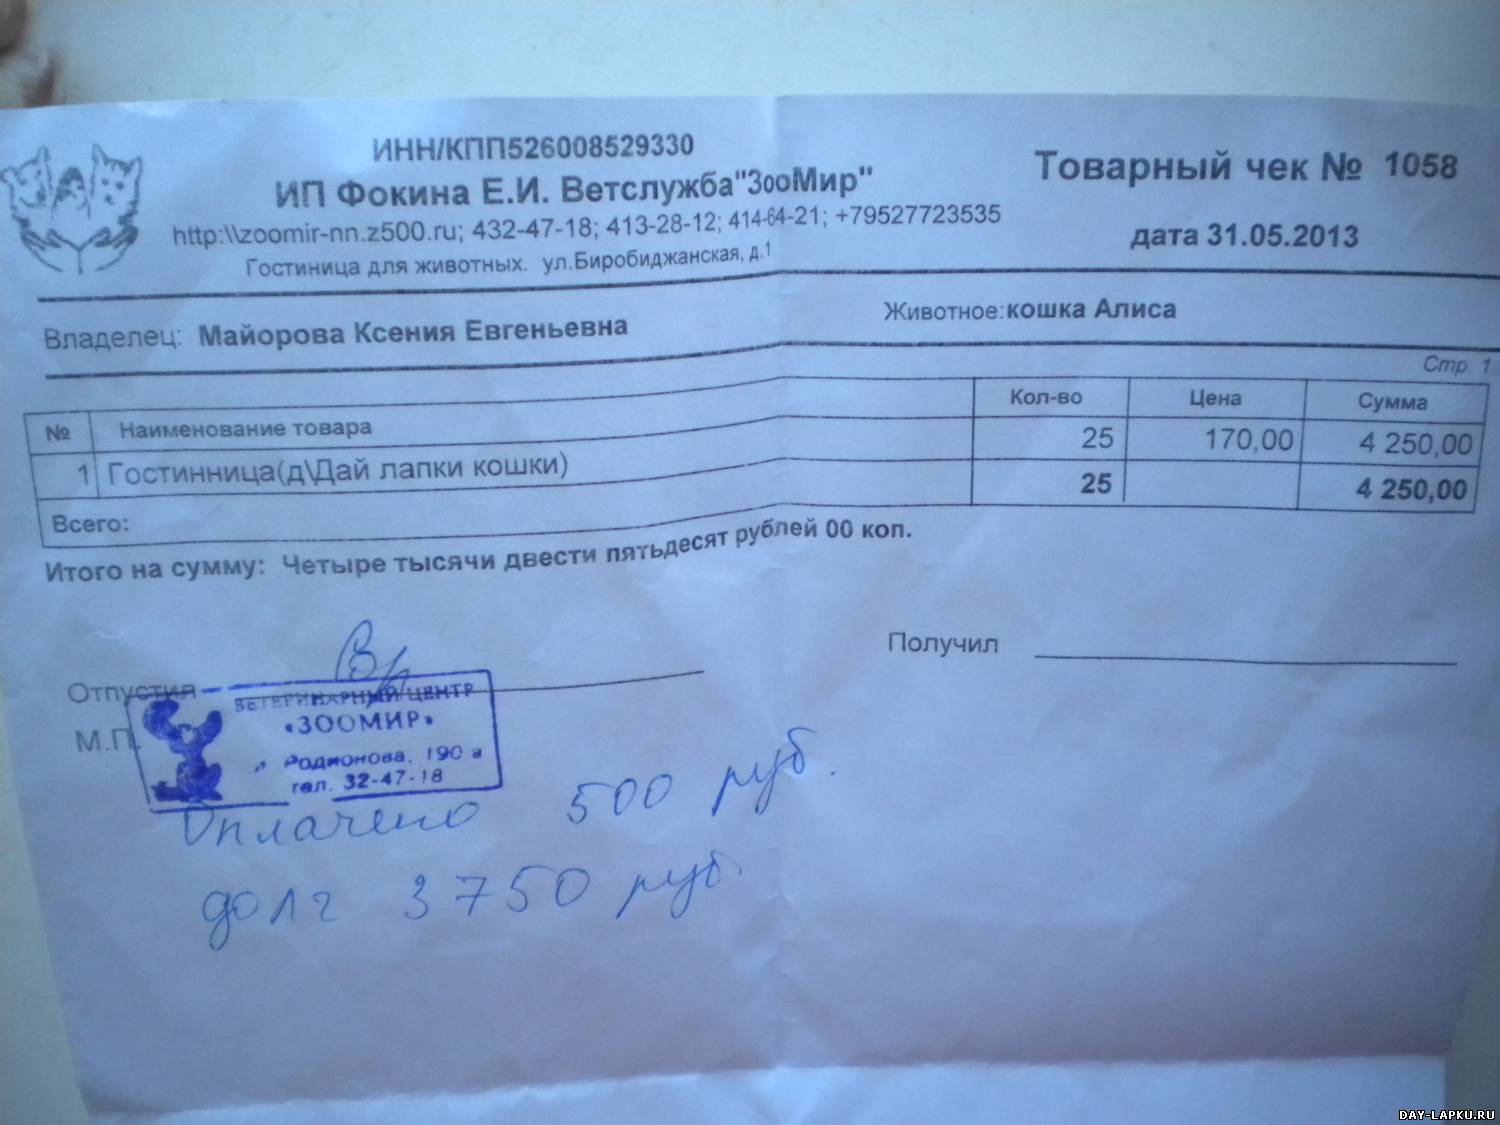 ИНН/КПП526008529330
ИП Фокина Е.И. Ветслужба"ЗооМир"
http:\\zoomir-nn.z500.ru; 432-47-18; 413-28-12; 414-64-21; +79527723535
Гостиница для животных. ул.Биробиджанская, д.1
Товарный чек № 1058
дата 31.05.2013
Владелец: Майорова Ксения Евгеньевна
Животное:кошка Алиса
Стр. 1
№ Наименование товара Кол-во Цена Сумма
1 Гостинница(д\Дай лапки кошки) 25 170,00 4 250,00
Всего: 25 4 250,00
Итого на сумму: Четыре тысячи двести пятьдесят рублей 00 коп.
Отпустил
Получил
М.П.
ВЕТЕРИНАРНЫЙ ЦЕНТР
«ЗООМИР»
Родионова, 190 а
тел. 32-47-18
Оплачено 500 руб.
долг 3750 руб.
DAY-LAPKU.RU